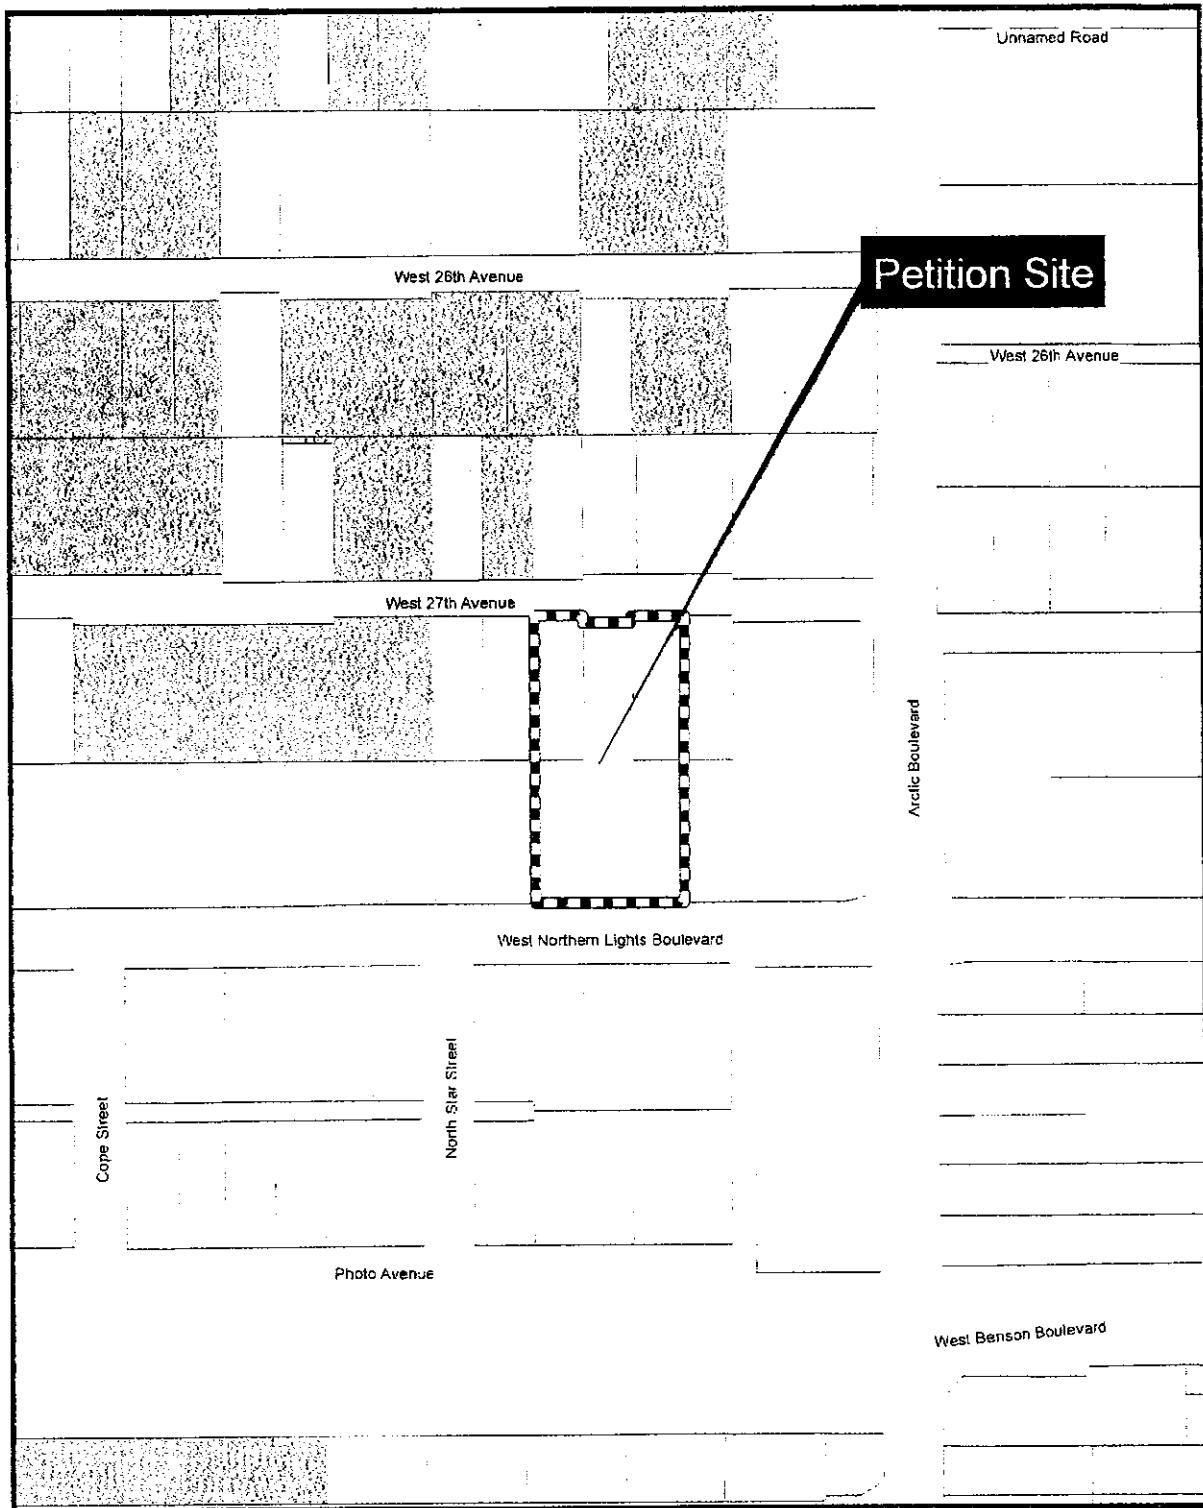 Unnamed Road
West 26th Avenue
Petition Site
West 26th Avenue
West 27th Avenue
Arctic Boulevard
West Northern Lights Boulevard
North Star Street
Cope Street
Photo Avenue
West Benson Boulevard